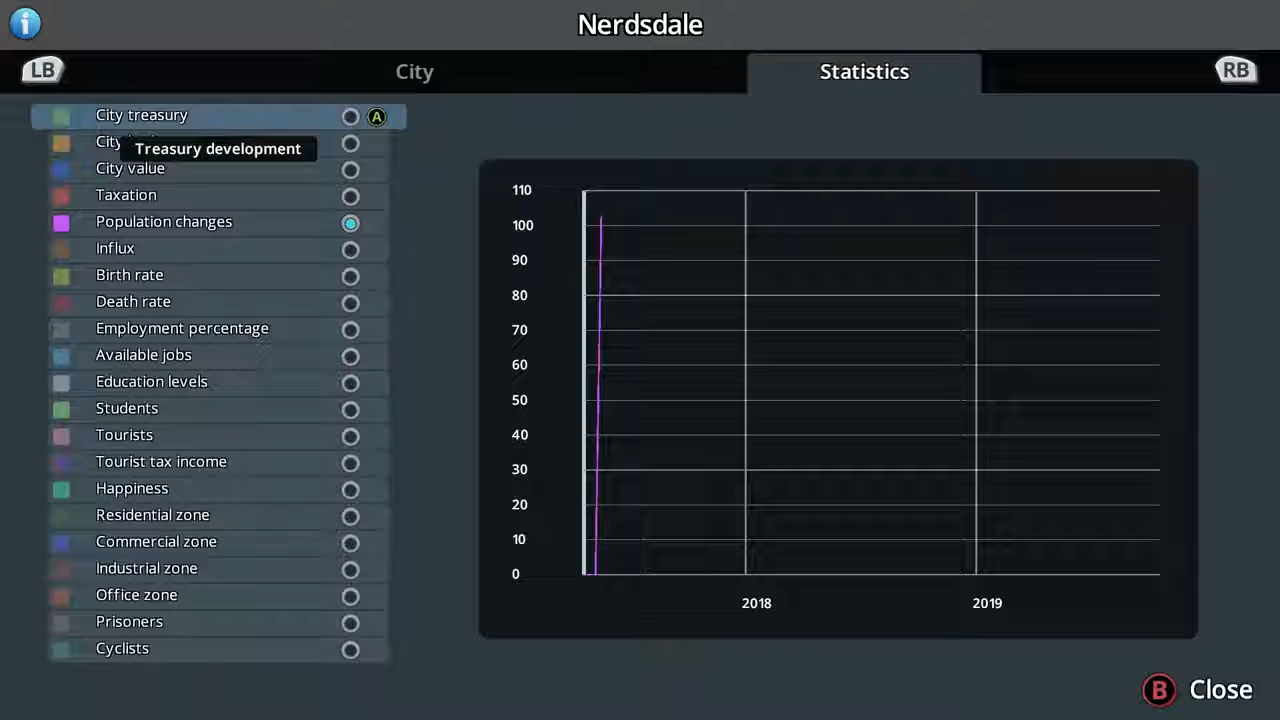 Nerdsdale
LB
City
Statistics
RB
City treasury
A
City
Treasury development
City value
Taxation
Population changes
Influx
Birth rate
Death rate
Employment percentage
Available jobs
Education levels
Students
Tourists
Tourist tax income
Happiness
Residential zone
Commercial zone
Industrial zone
Office zone
Prisoners
Cyclists
110
100
90
80
70
60
50
40
30
20
10
0
2018
2019
B Close